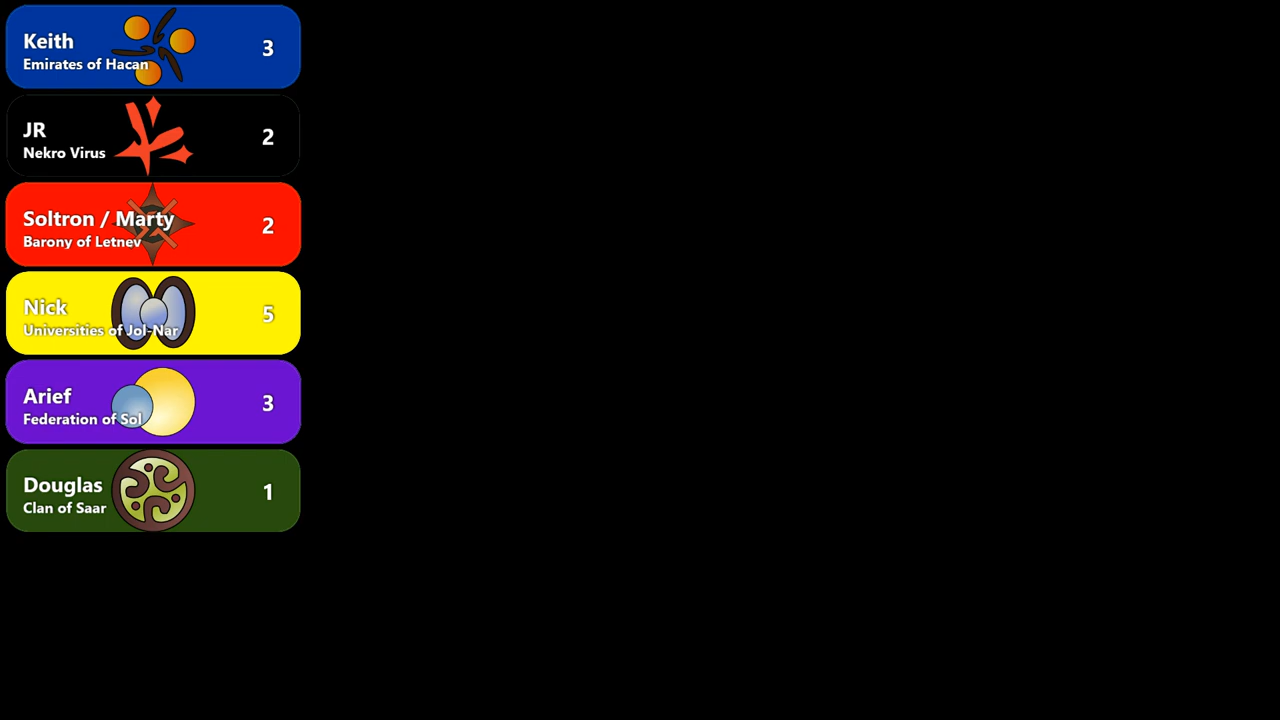 Keith
Emirates of Hacan
3
JR
Nekro Virus
2
Soltron / Marty
Barony of Letnev
2
Nick
Universities of Jol-Nar
5
Arief
Federation of Sol
3
Douglas
Clan of Saar
1